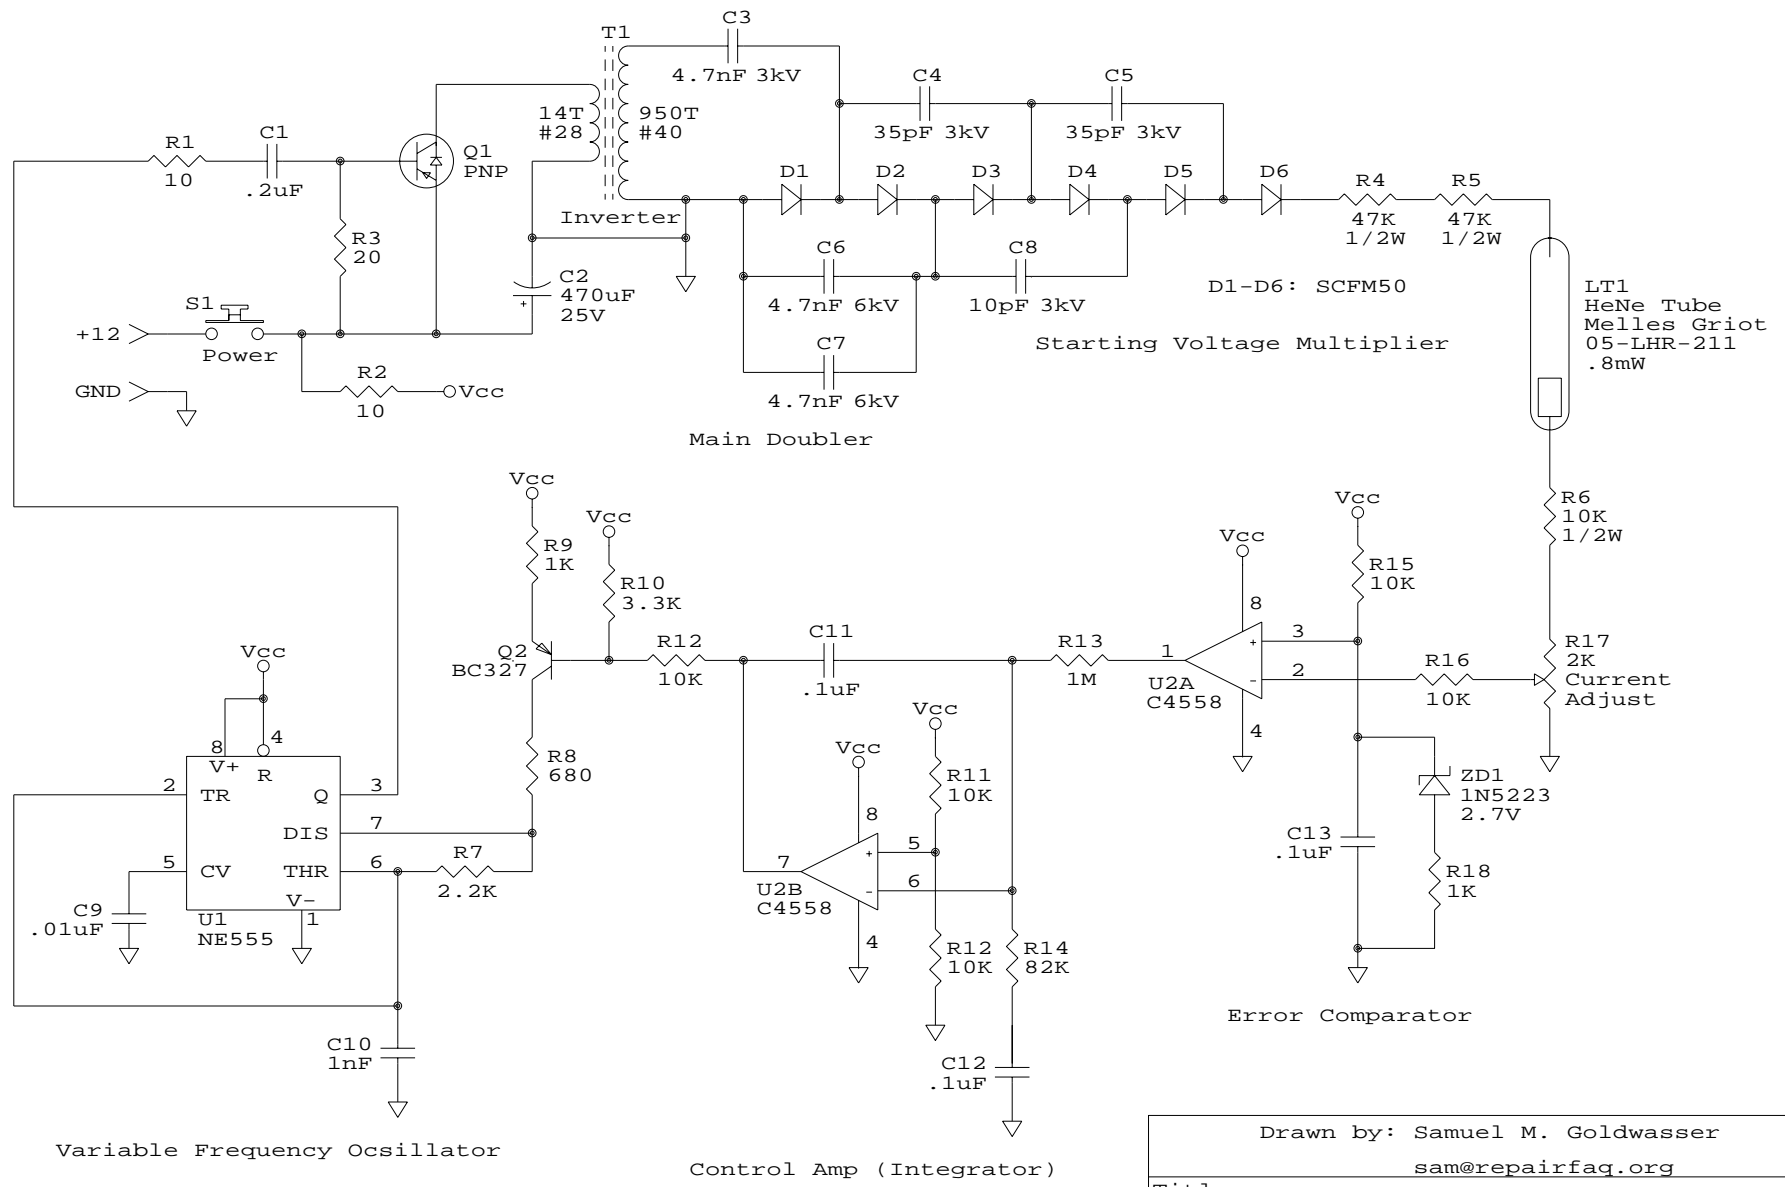 T1
C3
4.7nF 3kV
C4
35pF 3kV
C5
35pF 3kV
14T
#28
950T
#40
Inverter
R1
10
C1
.2uF
Q1
PNP
R3
20
D1
D2
D3
D4
D5
D6
R4
47K
1/2W
R5
47K
1/2W
C2
+
470uF
25V
C6
4.7nF 6kV
C8
10pF 3kV
C7
4.7nF 6kV
D1-D6: SCFM50
Starting Voltage Multiplier
Main Doubler
LT1
HeNe Tube
Melles Griot
05-LHR-211
.8mW
S1
+12
Power
GND
R2
10
Vcc
Vcc
R9
1K
Vcc
R10
3.3K
Q2
BC327
R12
10K
C11
.1uF
R13
1M
Vcc
8
1
+
3
-
2
U2A
C4558
4
Vcc
R15
10K
R16
10K
R6
10K
1/2W
R17
2K
Current
Adjust
Vcc
8
4
V+
R
2
TR
Q
3
DIS
7
5
CV
THR
6
V-
1
U1
NE555
C9
.01uF
R8
680
R7
2.2K
C10
1nF
Variable Frequency Ocsillator
Vcc
8
7
+
5
-
6
U2B
C4558
4
Vcc
R11
10K
R12
10K
R14
82K
C12
.1uF
Control Amp (Integrator)
C13
.1uF
ZD1
1N5223
2.7V
R18
1K
Error Comparator
Drawn by: Samuel M. Goldwasser
sam@repairfaq.org